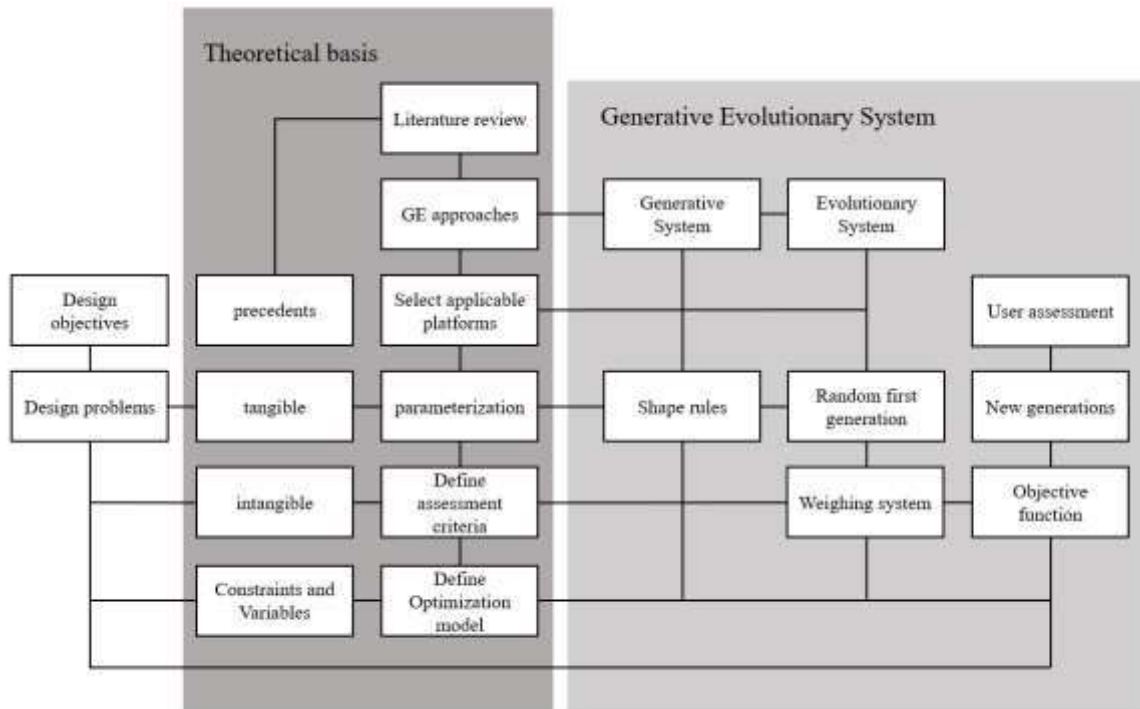 Theoretical basis
Literature review
Generative Evolutionary System
GE approaches
Generative
System
Evolutionary
System
Design
objectives
precedents
Select applicable
platforms
User assessment
Design problems
tangible
parameterization
Shape rules
Random first
generation
New generations
intangible
Define
assessment
criteria
Weighing system
Objective
function
Constraints and
Variables
Define
Optimization
model